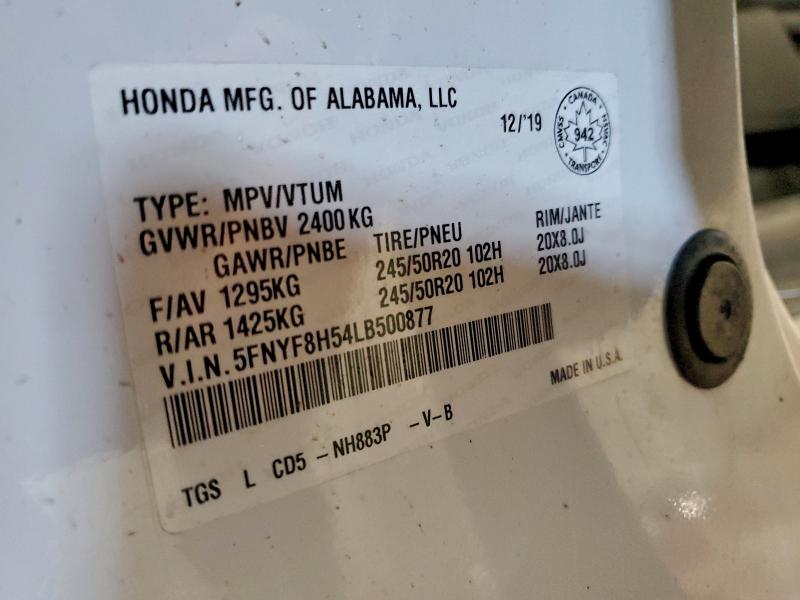 HONDA MFG. OF ALABAMA, LLC
12/'19
CANADA
CMVSS
942
NSVAC
TRANSPORT
TYPE: MPV/VTUM
GVWR/PNBV 2400KG
GAWR/PNBE TIRE/PNEU RIM/JANTE
F/AV 1295KG 245/50R20 102H 20X8.0J
R/AR 1425KG 245/50R20 102H 20X8.0J
V.I.N.5FNYF8H54LB500877
MADE IN U.S.A.
TGS L CD5 -NH883P -V-B